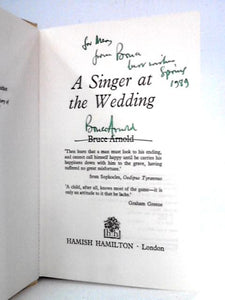 for Mary
from Bruce
best wishes
Spring
1989
A Singer at
the Wedding
Bruce Arnold
Bruce Arnold
'Then learn that a man must look to his ending,
and cannot call himself happy until he carries his
happiness down with him to the grave, having
suffered no great misfortune.'
from Sophocles, Oedipus Tyrannus
'A child, after all, knows most of the game—it is
only an attitude to it that he lacks.'
Graham Greene
HAMISH HAMILTON · London